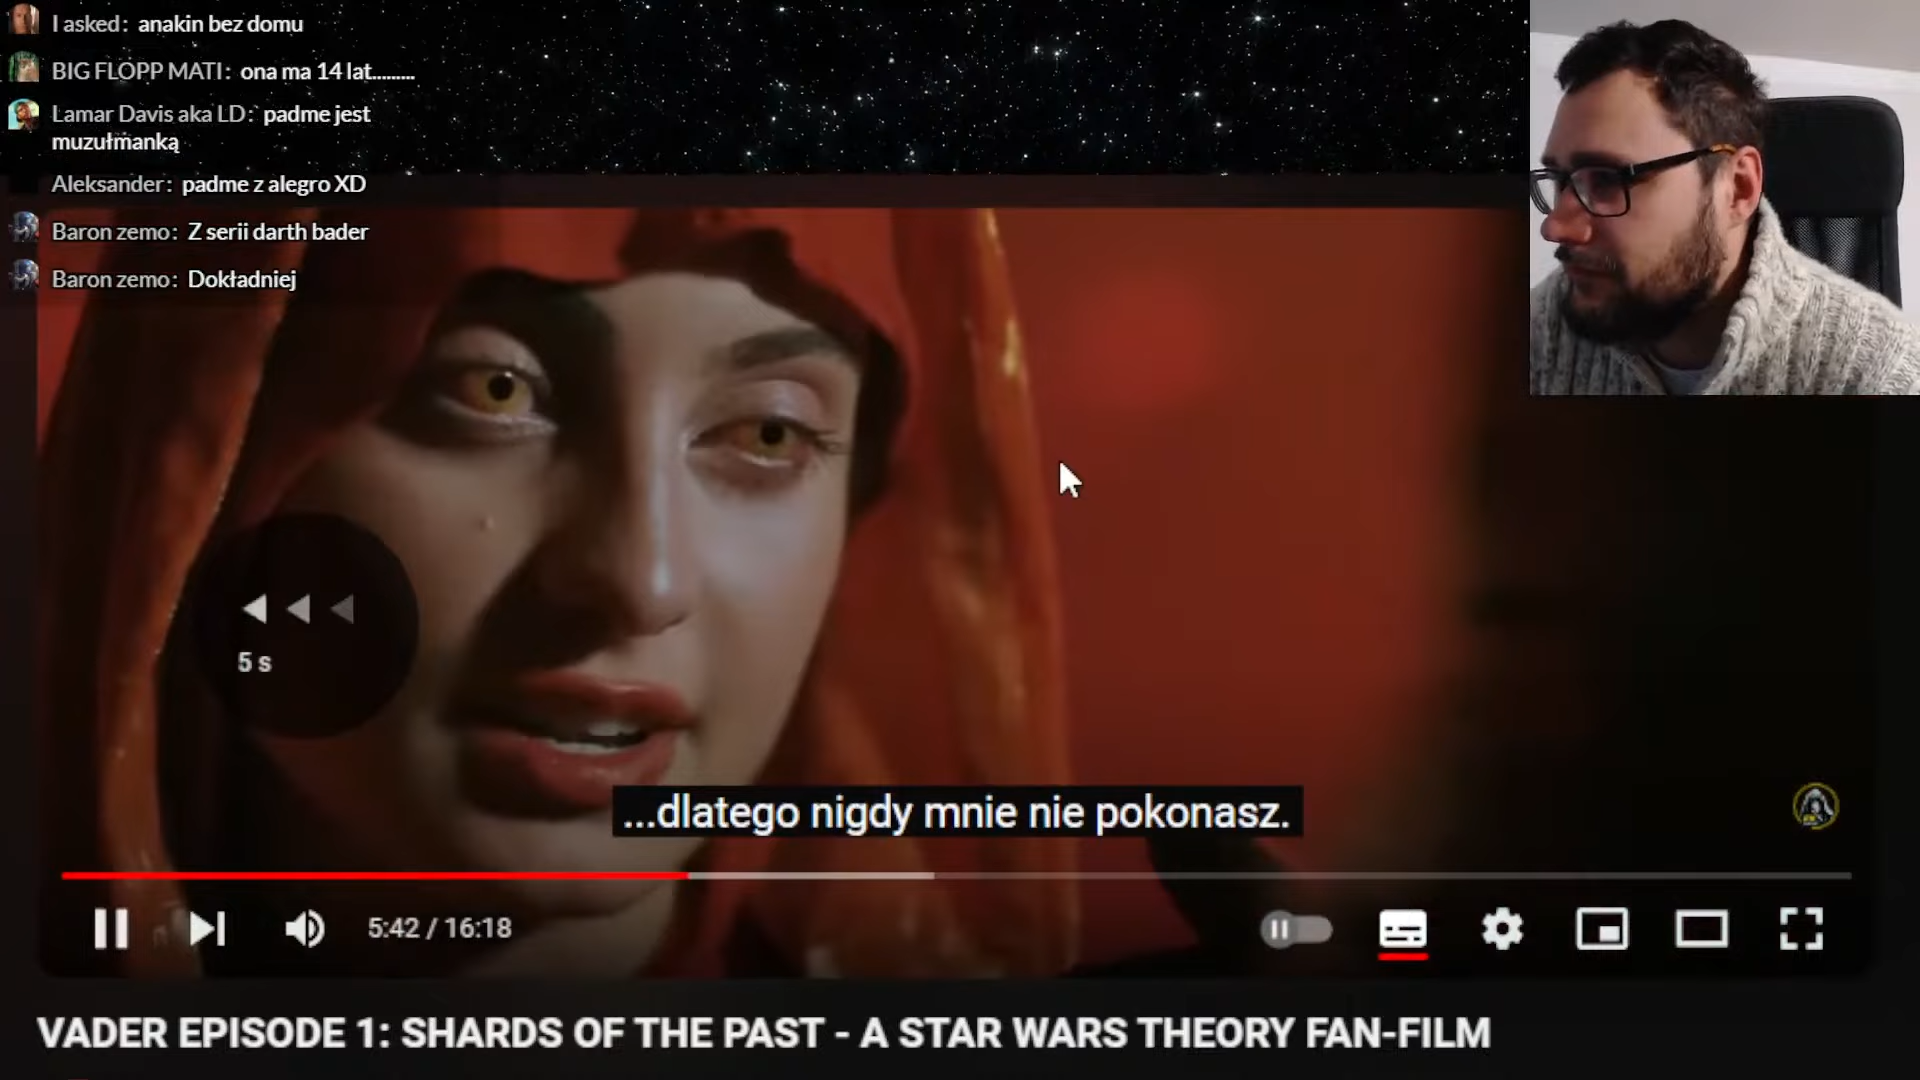 I asked: anakin bez domu
BIG FLOPP MATI: ona ma 14 lat.........
Lamar Davis aka LD: padme jest
muzułmanką
Aleksander: padme z alegro XD
Baron zemo: Z serii darth bader
Baron zemo: Dokładniej
5 s
...dlatego nigdy mnie nie pokonasz.
5:42 / 16:18
VADER EPISODE 1: SHARDS OF THE PAST - A STAR WARS THEORY FAN-FILM